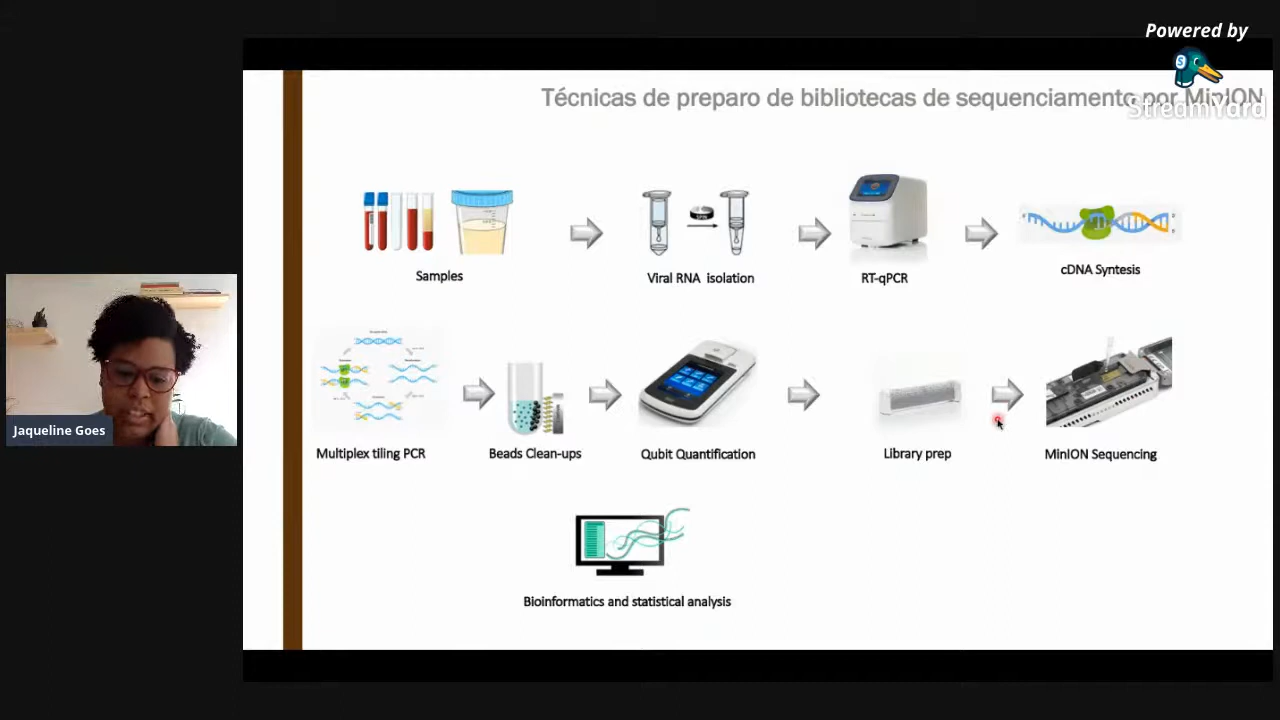 Powered by
StreamYard
Técnicas de preparo de bibliotecas de sequenciamento por MinION
Samples
Viral RNA isolation
RT-qPCR
cDNA Syntesis
Jaqueline Goes
Multiplex tiling PCR
Beads Clean-ups
Qubit Quantification
Library prep
MinION Sequencing
Bioinformatics and statistical analysis